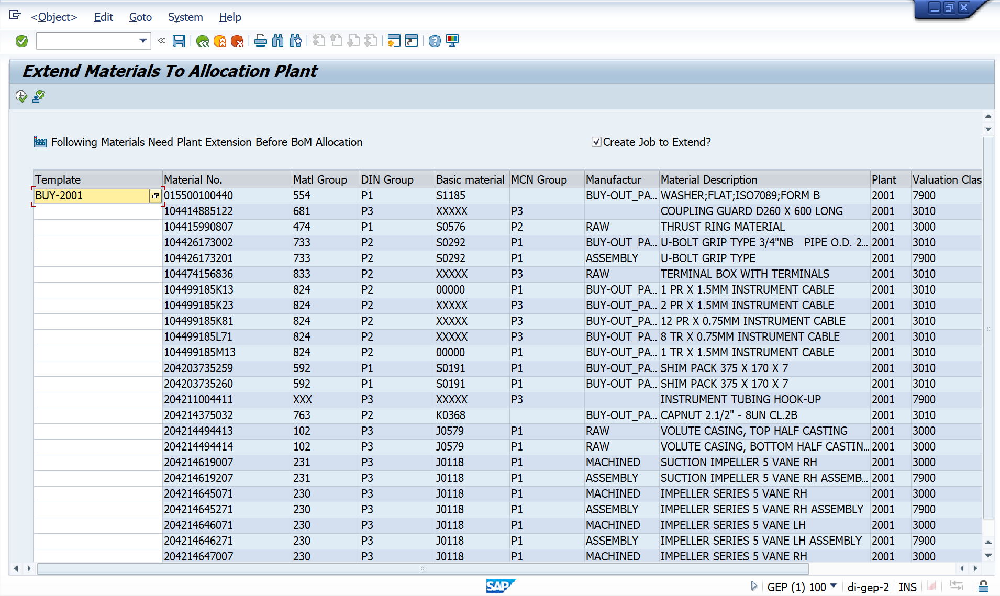 <Object> Edit Goto System Help
Extend Materials To Allocation Plant
Following Materials Need Plant Extension Before BoM Allocation Create Job to Extend?
Template Material No. Matl Group DIN Group Basic material MCN Group Manufactur Material Description Plant Valuation Clas
BUY-2001 015500100440 554 P1 S1185 BUY-OUT_PA... WASHER;FLAT;ISO7089;FORM B 2001 7900
104414885122 681 P3 XXXXX P3 COUPLING GUARD D260 X 600 LONG 2001 3010
104415990807 474 P1 S0576 P2 RAW THRUST RING MATERIAL 2001 3000
104426173002 733 P2 S0292 P1 BUY-OUT_PA... U-BOLT GRIP TYPE 3/4"NB PIPE O.D. 2... 2001 3010
104426173201 733 P2 S0292 P1 ASSEMBLY U-BOLT GRIP TYPE 2001 7900
104474156836 833 P2 XXXXX P3 RAW TERMINAL BOX WITH TERMINALS 2001 3010
104499185K13 824 P2 00000 P1 BUY-OUT_PA... 1 PR X 1.5MM INSTRUMENT CABLE 2001 3010
104499185K23 824 P2 XXXXX P3 BUY-OUT_PA... 2 PR X 1.5MM INSTRUMENT CABLE 2001 3010
104499185K81 824 P2 XXXXX P3 BUY-OUT_PA... 12 PR X 0.75MM INSTRUMENT CABLE 2001 3010
104499185L71 824 P2 XXXXX P3 BUY-OUT_PA... 8 TR X 0.75MM INSTRUMENT CABLE 2001 3010
104499185M13 824 P2 00000 P1 BUY-OUT_PA... 1 TR X 1.5MM INSTRUMENT CABLE 2001 3010
204203735259 592 P1 S0191 P1 BUY-OUT_PA... SHIM PACK 375 X 170 X 7 2001 3010
204203735260 592 P1 S0191 P1 BUY-OUT_PA... SHIM PACK 375 X 170 X 7 2001 3010
204211004411 XXX P3 XXXXX P3 INSTRUMENT TUBING HOOK-UP 2001 7900
204214375032 763 P2 K0368 BUY-OUT_PA... CAPNUT 2.1/2" - 8UN CL.2B 2001 3010
204214494413 102 P3 J0579 P1 RAW VOLUTE CASING, TOP HALF CASTING 2001 3000
204214494414 102 P3 J0579 P1 RAW VOLUTE CASING, BOTTOM HALF CASTIN... 2001 3000
204214619007 231 P3 J0118 P1 MACHINED SUCTION IMPELLER 5 VANE RH 2001 3000
204214619207 231 P3 J0118 P1 ASSEMBLY SUCTION IMPELLER 5 VANE RH ASSEMB... 2001 7900
204214645071 230 P3 J0118 P1 MACHINED IMPELLER SERIES 5 VANE RH 2001 3000
204214645271 230 P3 J0118 P1 ASSEMBLY IMPELLER SERIES 5 VANE RH ASSEMBLY 2001 7900
204214646071 230 P3 J0118 P1 MACHINED IMPELLER SERIES 5 VANE LH 2001 3000
204214646271 230 P3 J0118 P1 ASSEMBLY IMPELLER SERIES 5 VANE LH ASSEMBLY 2001 7900
204214647007 230 P3 J0118 P1 MACHINED IMPELLER SERIES 5 VANE RH 2001 3000
SAP GEP (1) 100 di-gep-2 INS